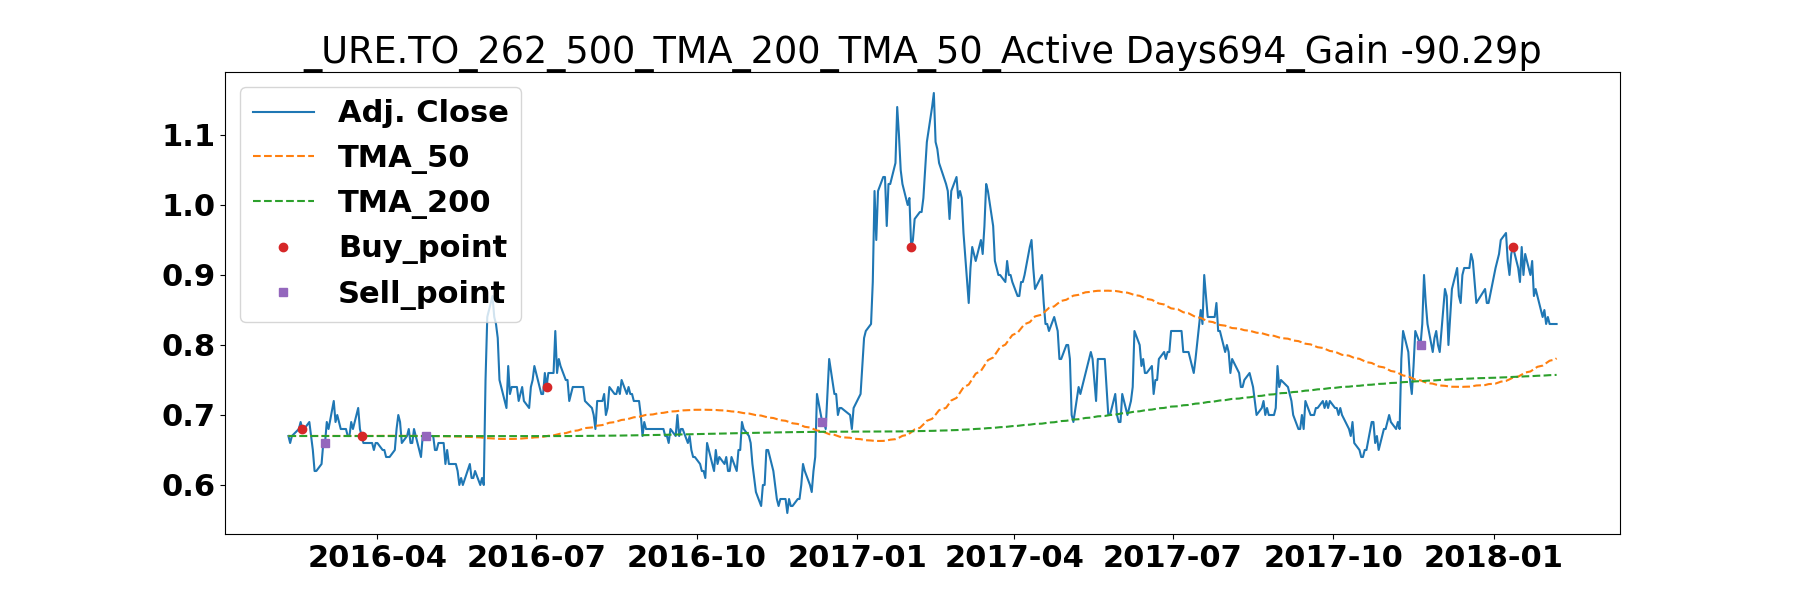 _URE.TO_262_500_TMA_200_TMA_50_Active Days694_Gain -90.29p
Adj. Close
TMA_50
TMA_200
Buy_point
Sell_point
1.1
1.0
0.9
0.8
0.7
0.6
2016-04 2016-07 2016-10 2017-01 2017-04 2017-07 2017-10 2018-01